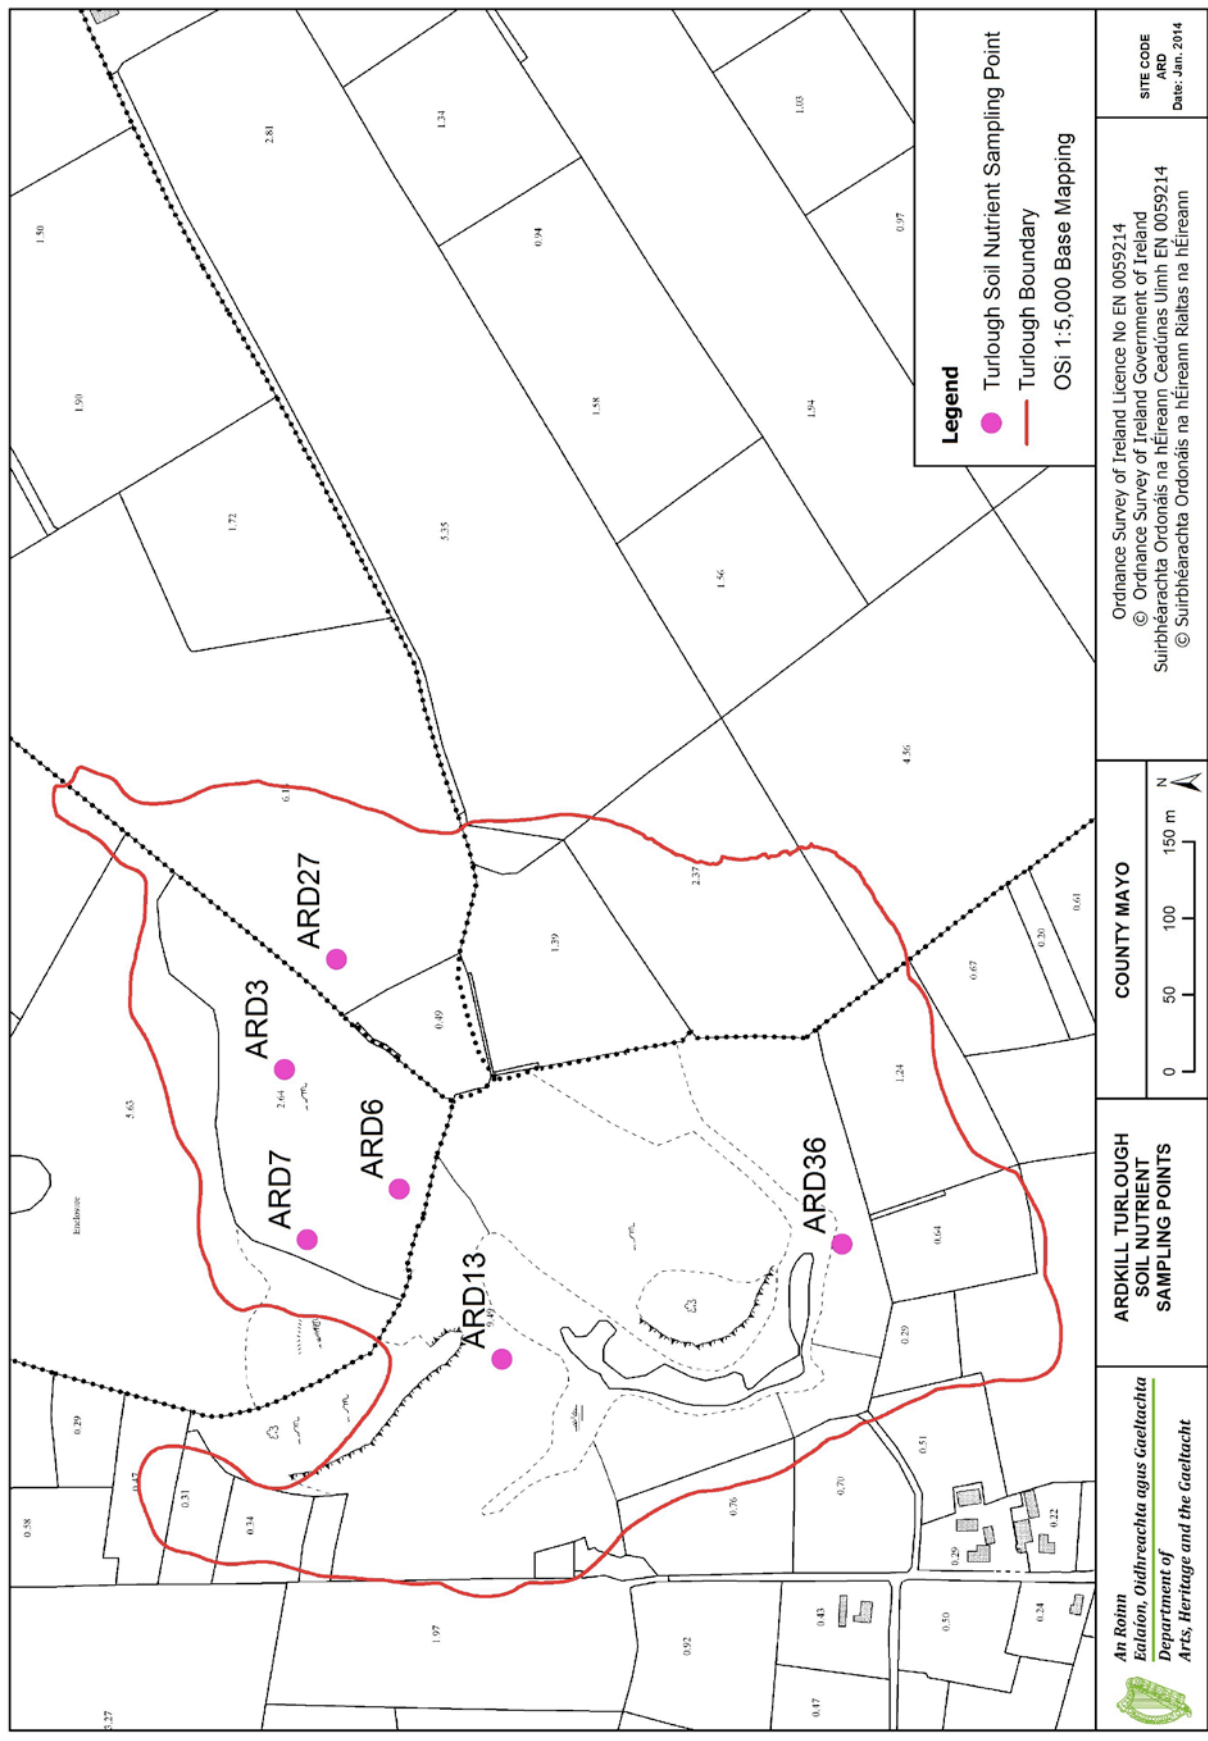 0.58
1.50
0.29
Enclosure
1.90
3.27
5.63
0.47
0.31
1.72
0.34
ARD3
2.81
ARD7
2.64
ARD27
ARD6
1.97
0.49
5.35
1.34
ARD13
9.49
0.94
1.39
1.58
0.92
2.37
1.56
0.76
1.03
1.94
ARD36
0.47
0.43
0.70
1.24
0.97
0.29
4.56
0.51
0.64
0.50
0.29
0.67
0.24
0.20
0.22
0.61
Legend
Turlough Soil Nutrient Sampling Point
Turlough Boundary
OSi 1:5,000 Base Mapping
An Roinn
Ealaíon, Oidhreachta agus Gaeltachta
Department of
Arts, Heritage and the Gaeltacht
ARDKILL TURLOUGH
SOIL NUTRIENT
SAMPLING POINTS
COUNTY MAYO
0 50 100 150 m N
Ordnance Survey of Ireland Licence No EN 0059214
© Ordnance Survey of Ireland Government of Ireland
Suirbhéarachta Ordonáis na hÉireann Ceadúnas Uimh EN 0059214
© Suirbhéarachta Ordonáis na hÉireann Rialtas na hÉireann
SITE CODE
ARD
Date: Jan. 2014